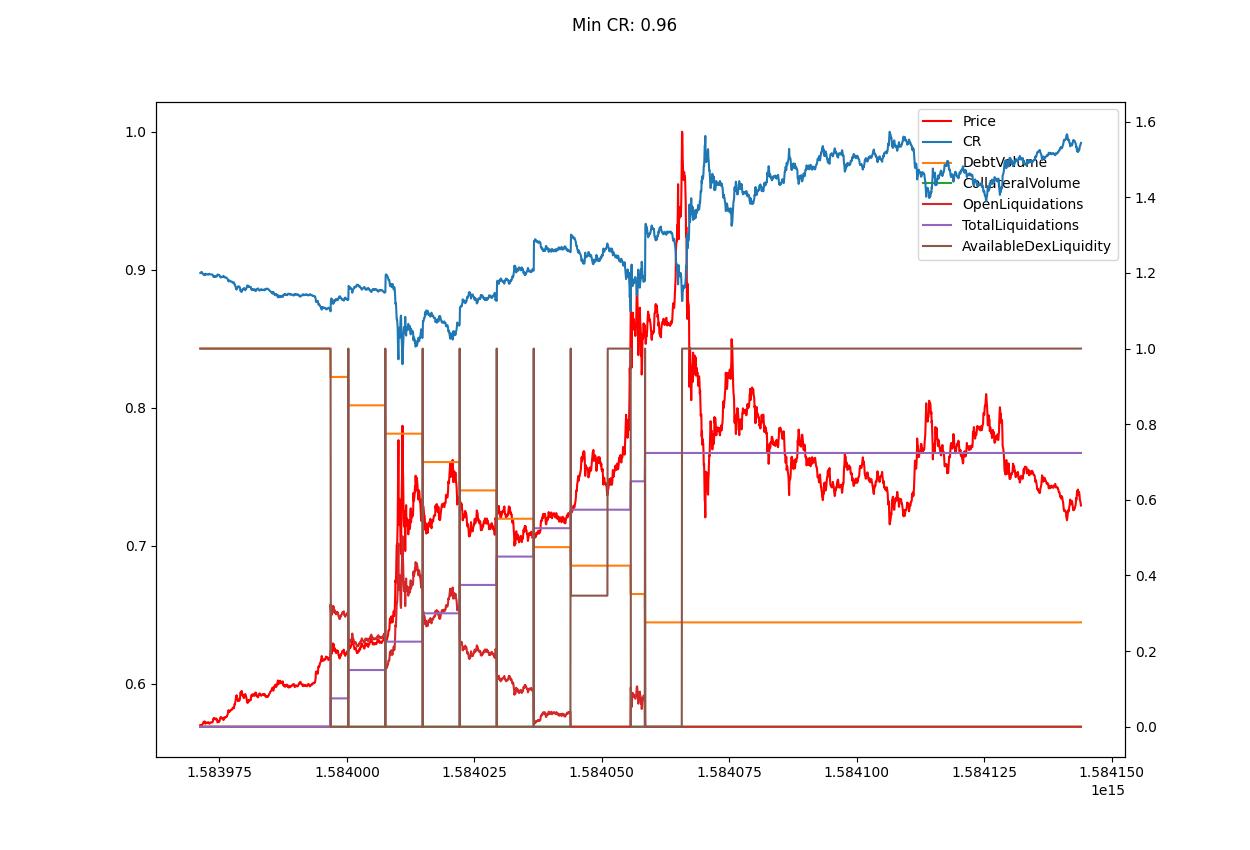 Min CR: 0.96
1.0
0.9
0.8
0.7
0.6
1.6
1.4
1.2
1.0
0.8
0.6
0.4
0.2
0.0
Price
CR
DebtVolume
CollateralVolume
OpenLiquidations
TotalLiquidations
AvailableDexLiquidity
1.583975 1.584000 1.584025 1.584050 1.584075 1.584100 1.584125 1.584150
1e15